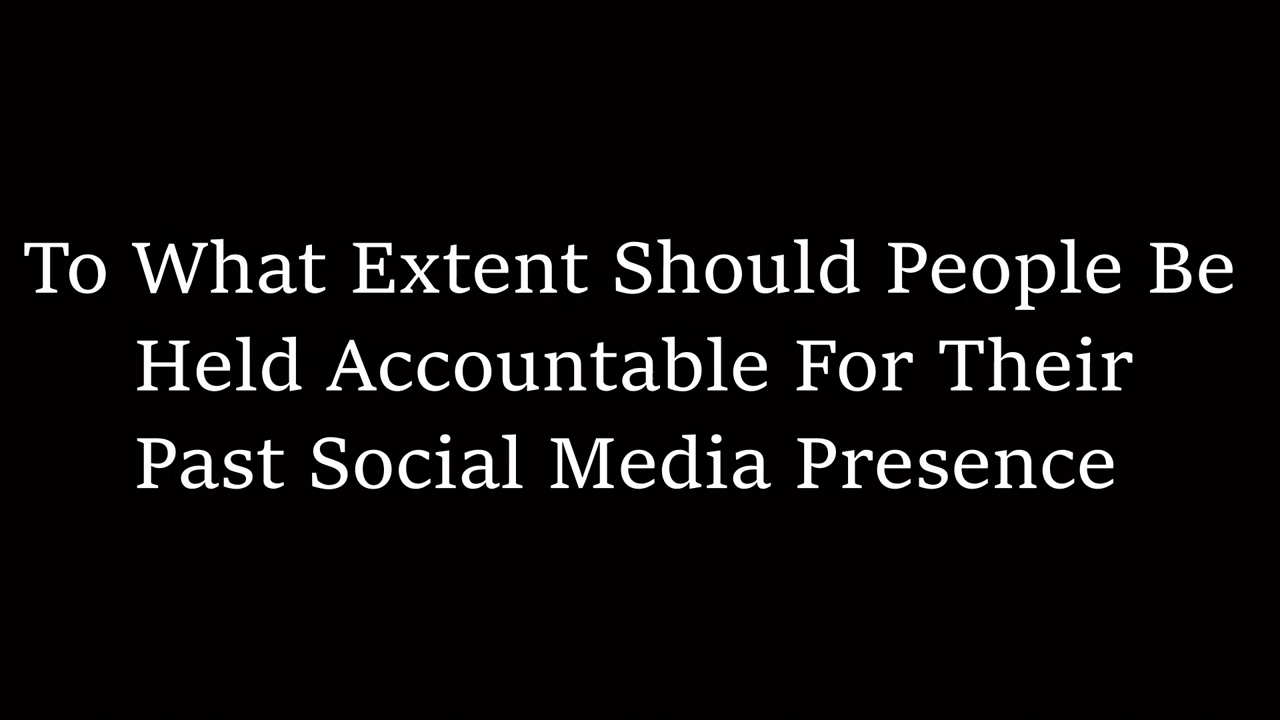 To What Extent Should People Be
Held Accountable For Their
Past Social Media Presence